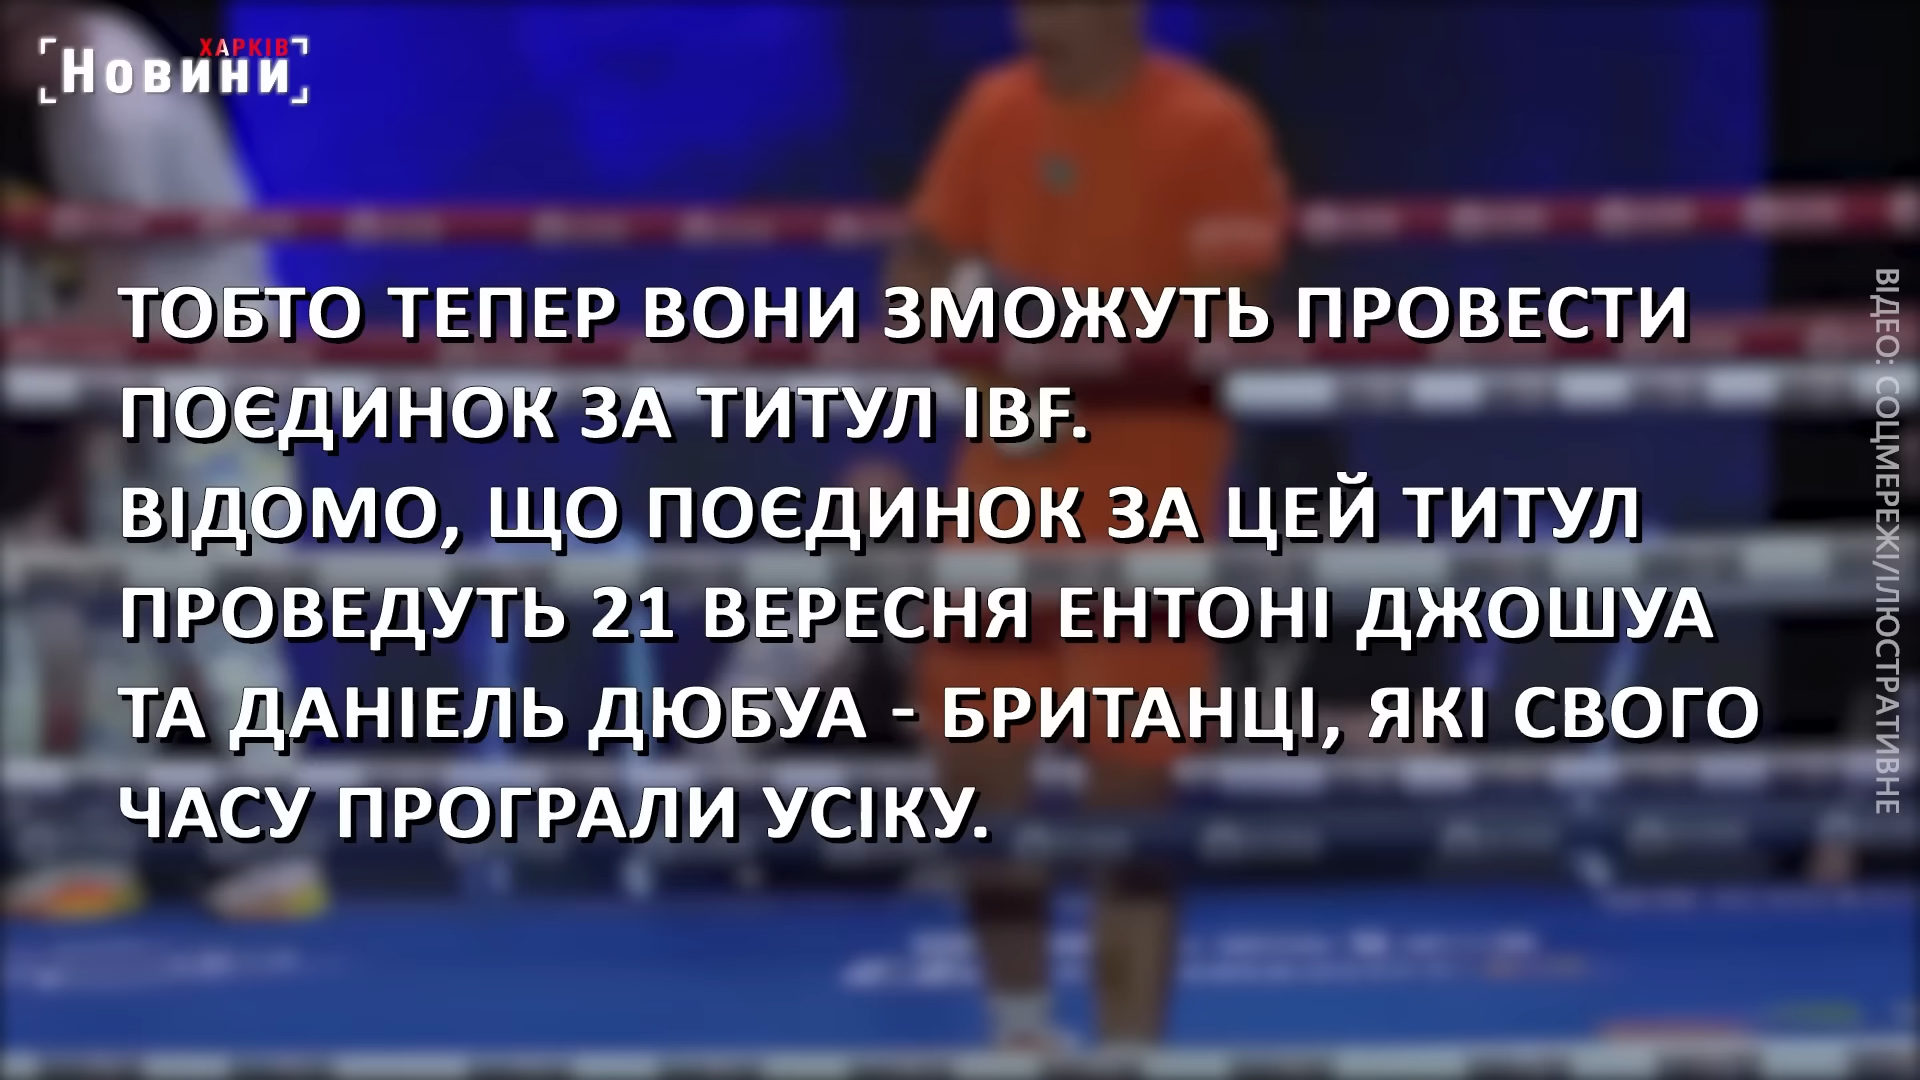 ХАРКІВ
Новини
ТОБТО ТЕПЕР ВОНИ ЗМОЖУТЬ ПРОВЕСТИ
ПОЄДИНОК ЗА ТИТУЛ IBF.
ВІДОМО, ЩО ПОЄДИНОК ЗА ЦЕЙ ТИТУЛ
ПРОВЕДУТЬ 21 ВЕРЕСНЯ ЕНТОНІ ДЖОШУА
ТА ДАНІЕЛЬ ДЮБУА - БРИТАНЦІ, ЯКІ СВОГО
ЧАСУ ПРОГРАЛИ УСІКУ.
ВІДЕО: СОЦМЕРЕЖІ/ІЛЮСТРАТИВНЕ